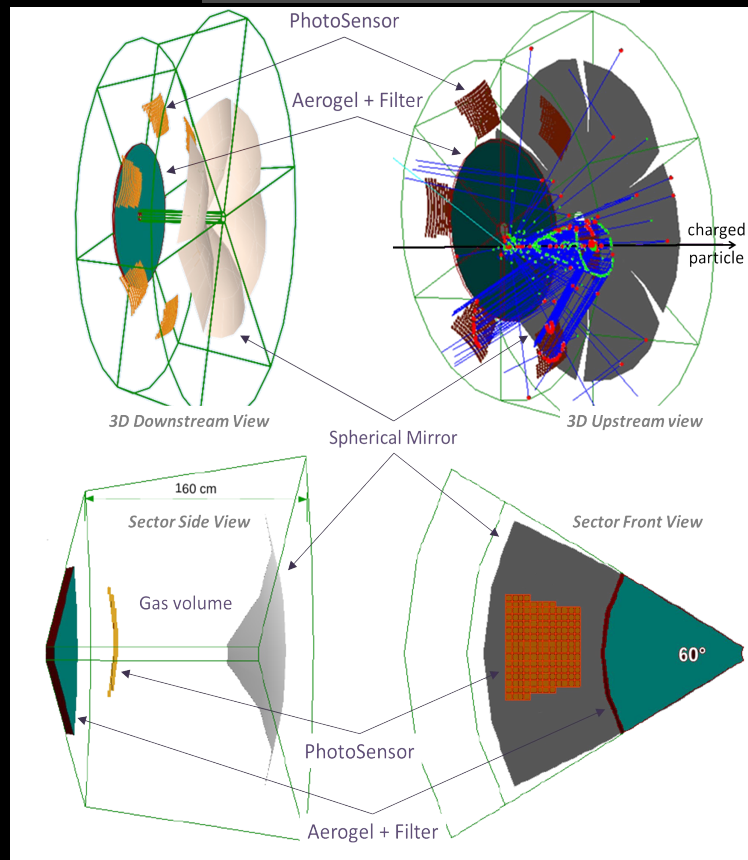 PhotoSensor
Aerogel + Filter
charged
particle
3D Downstream View
3D Upstream view
Spherical Mirror
160 cm
Sector Side View
Sector Front View
Gas volume
60°
PhotoSensor
Aerogel + Filter